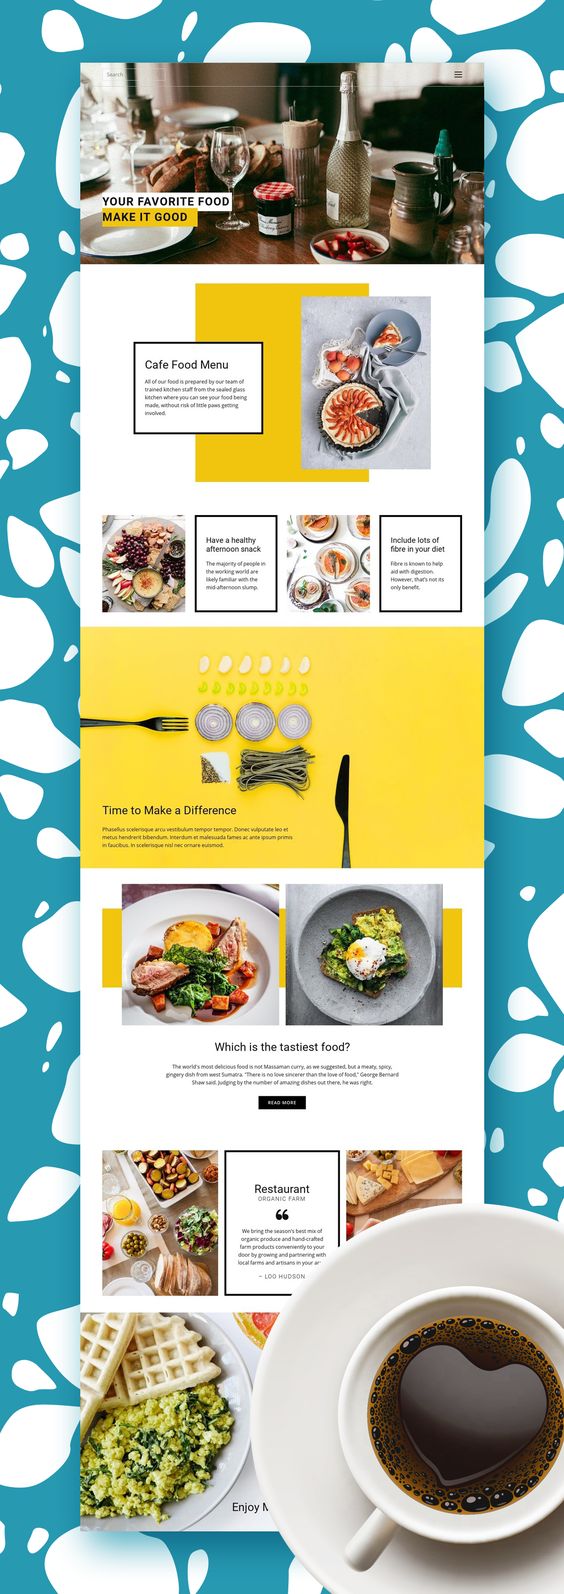 Search
YOUR FAVORITE FOOD
MAKE IT GOOD
Cafe Food Menu
All of our food is prepared by our team of
trained kitchen staff from the sealed glass
kitchen where you can see your food being
made, without risk of little paws getting
involved.
Have a healthy
afternoon snack
The majority of people in
the working world are
likely familiar with the
mid-afternoon slump.
Include lots of
fibre in your diet
Fibre is known to help
aid with digestion.
However, that's not its
only benefit.
Time to Make a Difference
Phasellus scelerisque arcu vestibulum tempor tempor. Donec vulputate leo et
metus hendrerit bibendum. Interdum et malesuada fames ac ante ipsum primis
in faucibus. In scelerisque nisl nec ornare euismod.
Which is the tastiest food?
The world's most delicious food is not Massaman curry, as we suggested, but a meaty, spicy,
gingery dish from west Sumatra. "There is no love sincerer than the love of food," George Bernard
Shaw said. Judging by the number of amazing dishes out there, he was right.
READ MORE
Restaurant
ORGANIC FARM
We bring the season's best mix of
organic produce and hand-crafted
farm products conveniently to your
door by growing and partnering with
local farms and artisans in your
– LOO HUDSON
Enjoy